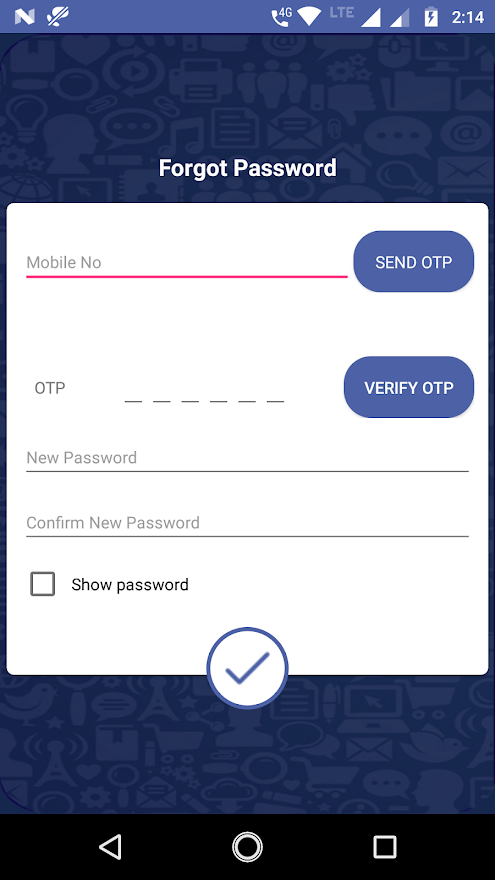 4G LTE 2:14
Forgot Password
Mobile No
SEND OTP
OTP
VERIFY OTP
New Password
Confirm New Password
Show password